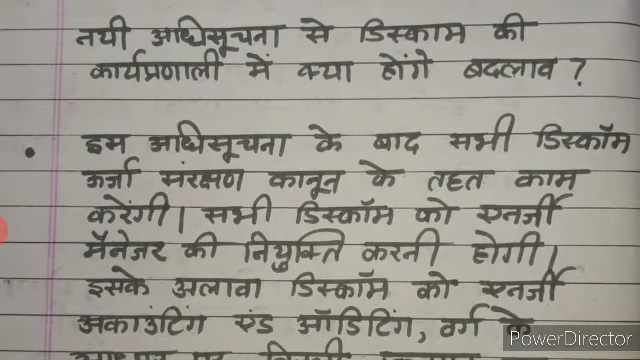 नयी अधिसूचना से डिस्काम की
कार्यप्रणाली में क्या होंगे बदलाव ?
इस अधिसूचना के बाद सभी डिस्कॉम
ऊर्जा संरक्षण कानून के तहत काम
करेंगी। सभी डिस्कॉम को एनर्जी
मैनेजर की नियुक्ति करनी होगी।
इसके अलावा डिस्कॉम को एनर्जी
अकाउंटिंग एंड ऑडिटिंग, वर्ग के
PowerDirector